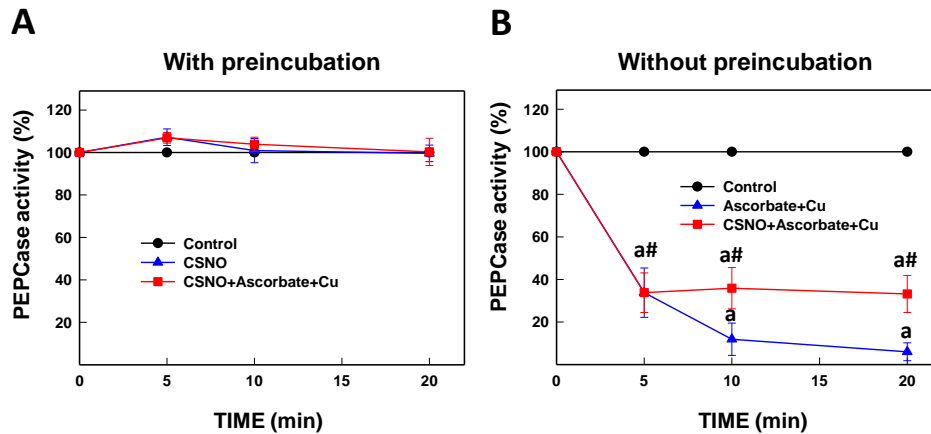 A
With preincubation
PEPCase activity (%)
120
100
80
60
40
20
Control
CSNO
CSNO+Ascorbate+Cu
0
5
10
15
20
TIME (min)
B
Without preincubation
PEPCase activity (%)
120
100
80
60
40
20
Control
Ascorbate+Cu
CSNO+Ascorbate+Cu
a#
a#
a#
a
a
0
5
10
15
20
TIME (min)